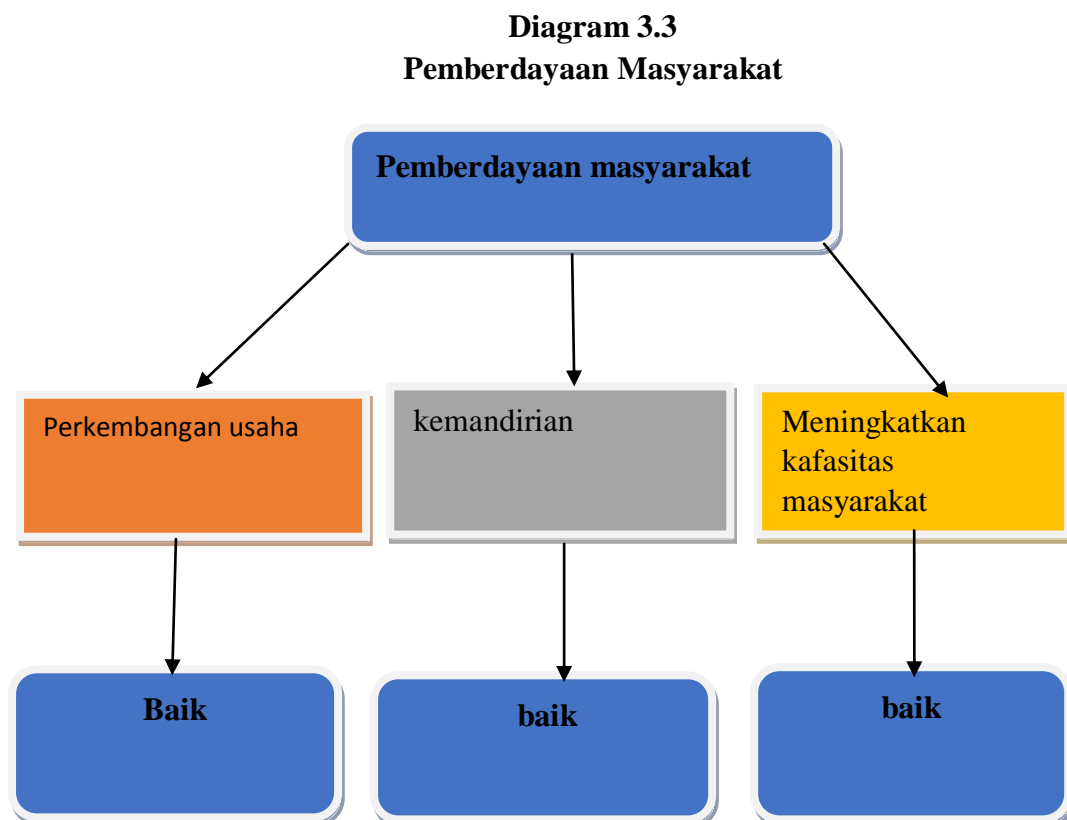 Diagram 3.3
Pemberdayaan Masyarakat
Pemberdayaan masyarakat
Perkembangan usaha
kemandirian
Meningkatkan
kafasitas
masyarakat
Baik
baik
baik